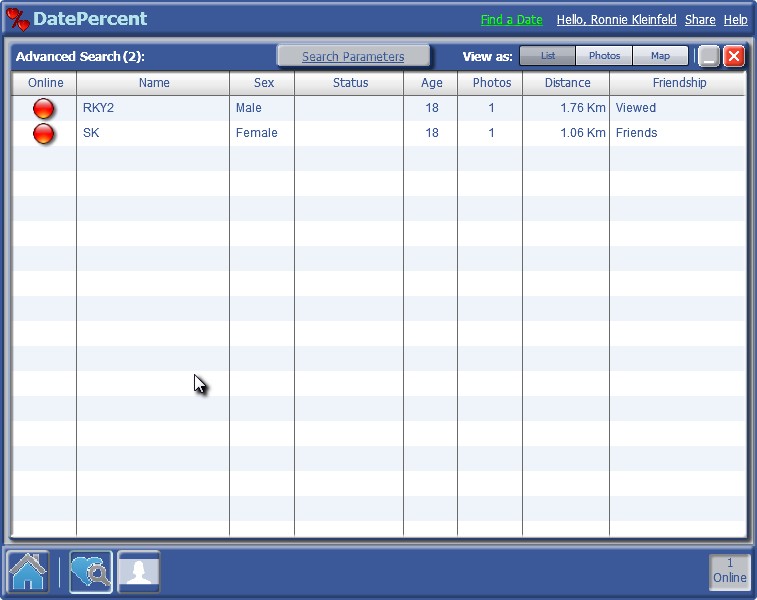 DatePercent Find a Date Hello, Ronnie Kleinfeld Share Help
Advanced Search(2): Search Parameters View as: List Photos Map
Online Name Sex Status Age Photos Distance Friendship
RKY2 Male 18 1 1.76 Km Viewed
SK Female 18 1 1.06 Km Friends
1
Online